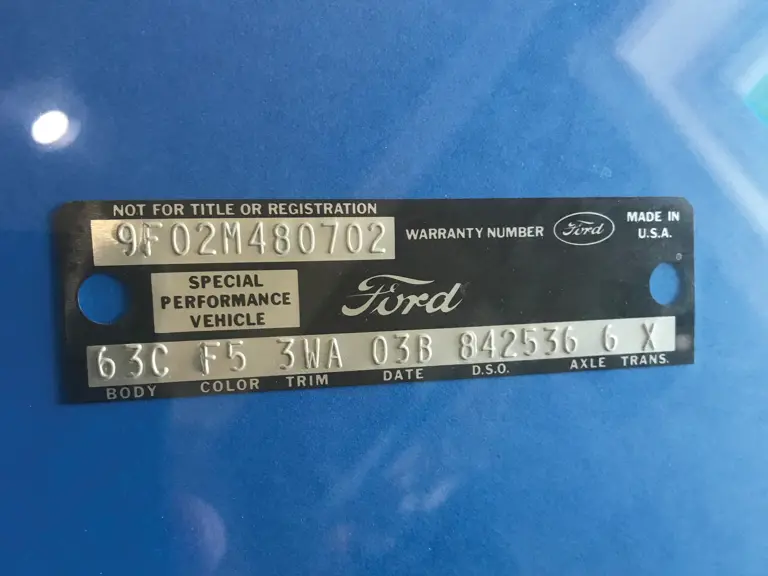 NOT FOR TITLE OR REGISTRATION
9F02M480702 WARRANTY NUMBER Ford MADE IN U.S.A.
SPECIAL
PERFORMANCE
VEHICLE
Ford
63C F5 3WA 03B 842536 6 X
BODY COLOR TRIM DATE D.S.O. AXLE TRANS.